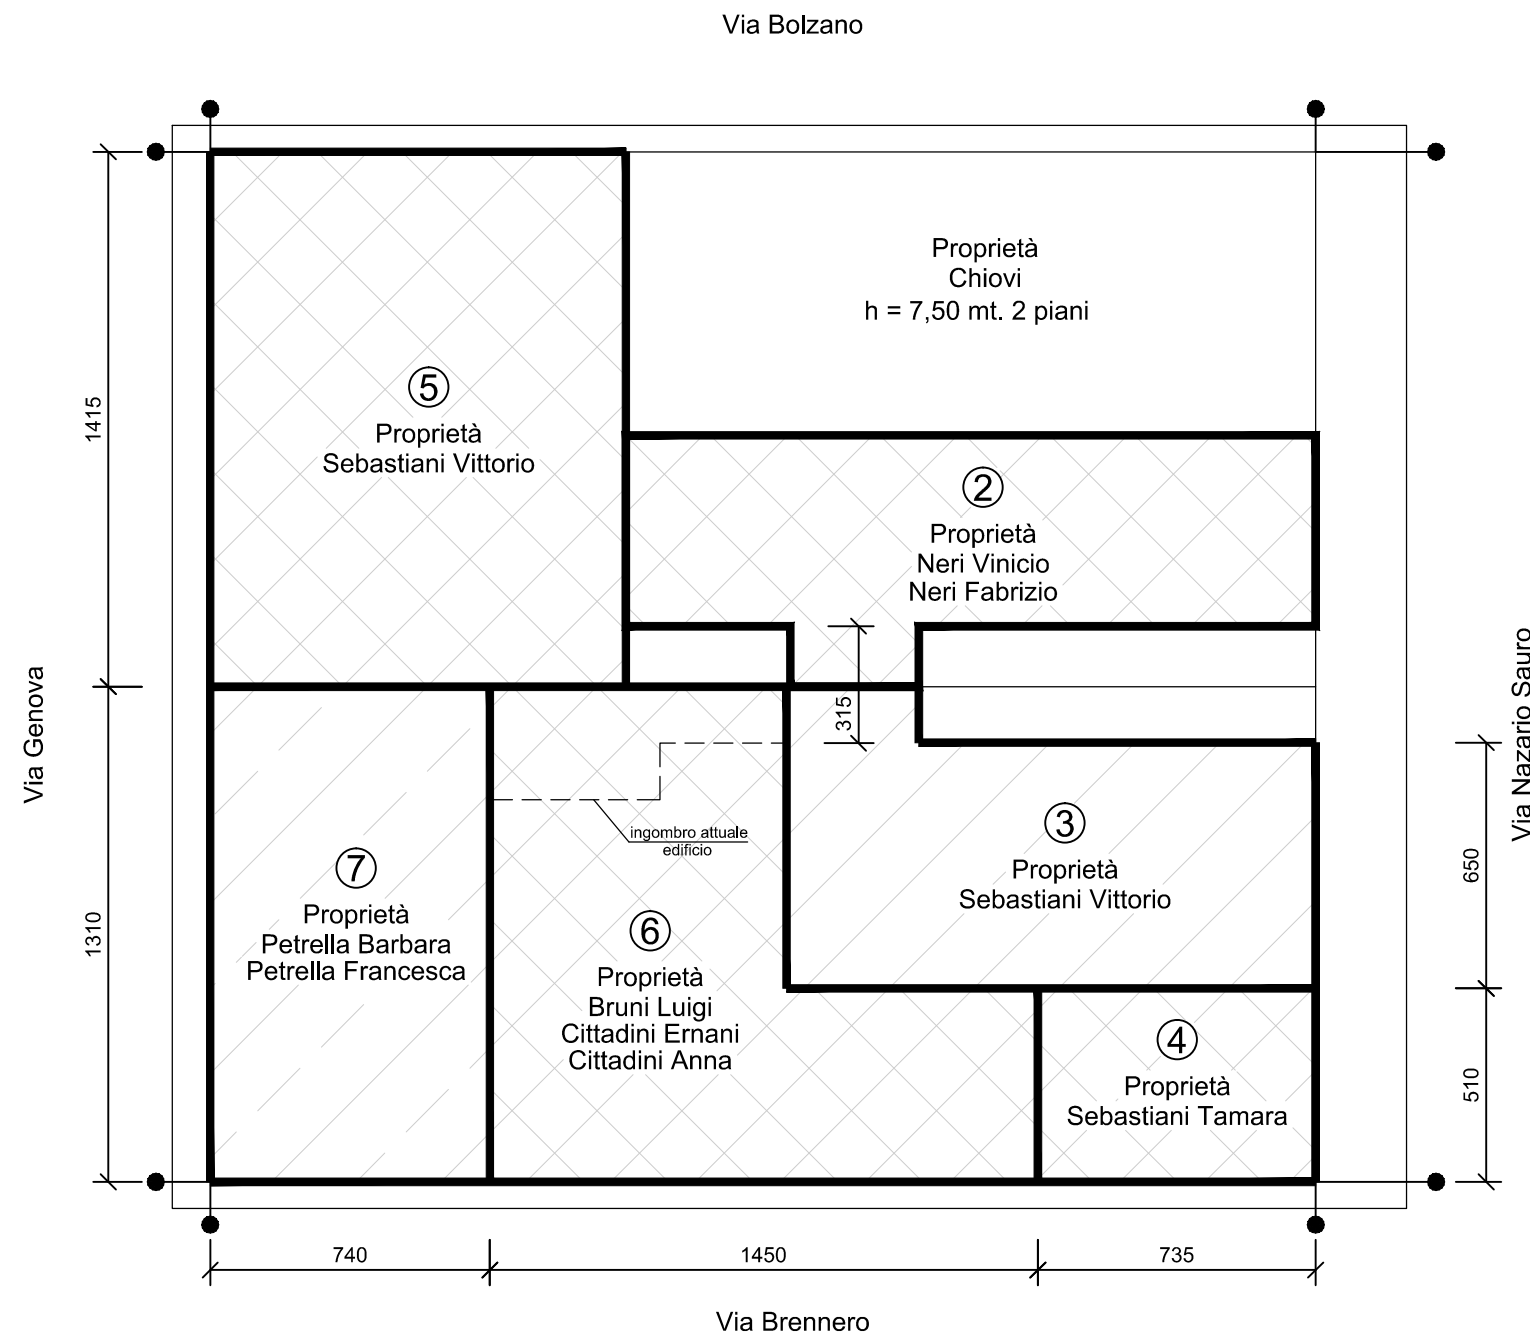 Via Bolzano
Proprietà
Chiovi
h = 7,50 mt. 2 piani
5
Proprietà
Sebastiani Vittorio
1415
2
Proprietà
Neri Vinicio
Neri Fabrizio
Via Genova
Via Nazario Sauro
315
ingombro attuale
edificio
3
Proprietà
Sebastiani Vittorio
650
7
Proprietà
Petrella Barbara
Petrella Francesca
1310
6
Proprietà
Bruni Luigi
Cittadini Ernani
Cittadini Anna
4
Proprietà
Sebastiani Tamara
510
740
1450
735
Via Brennero